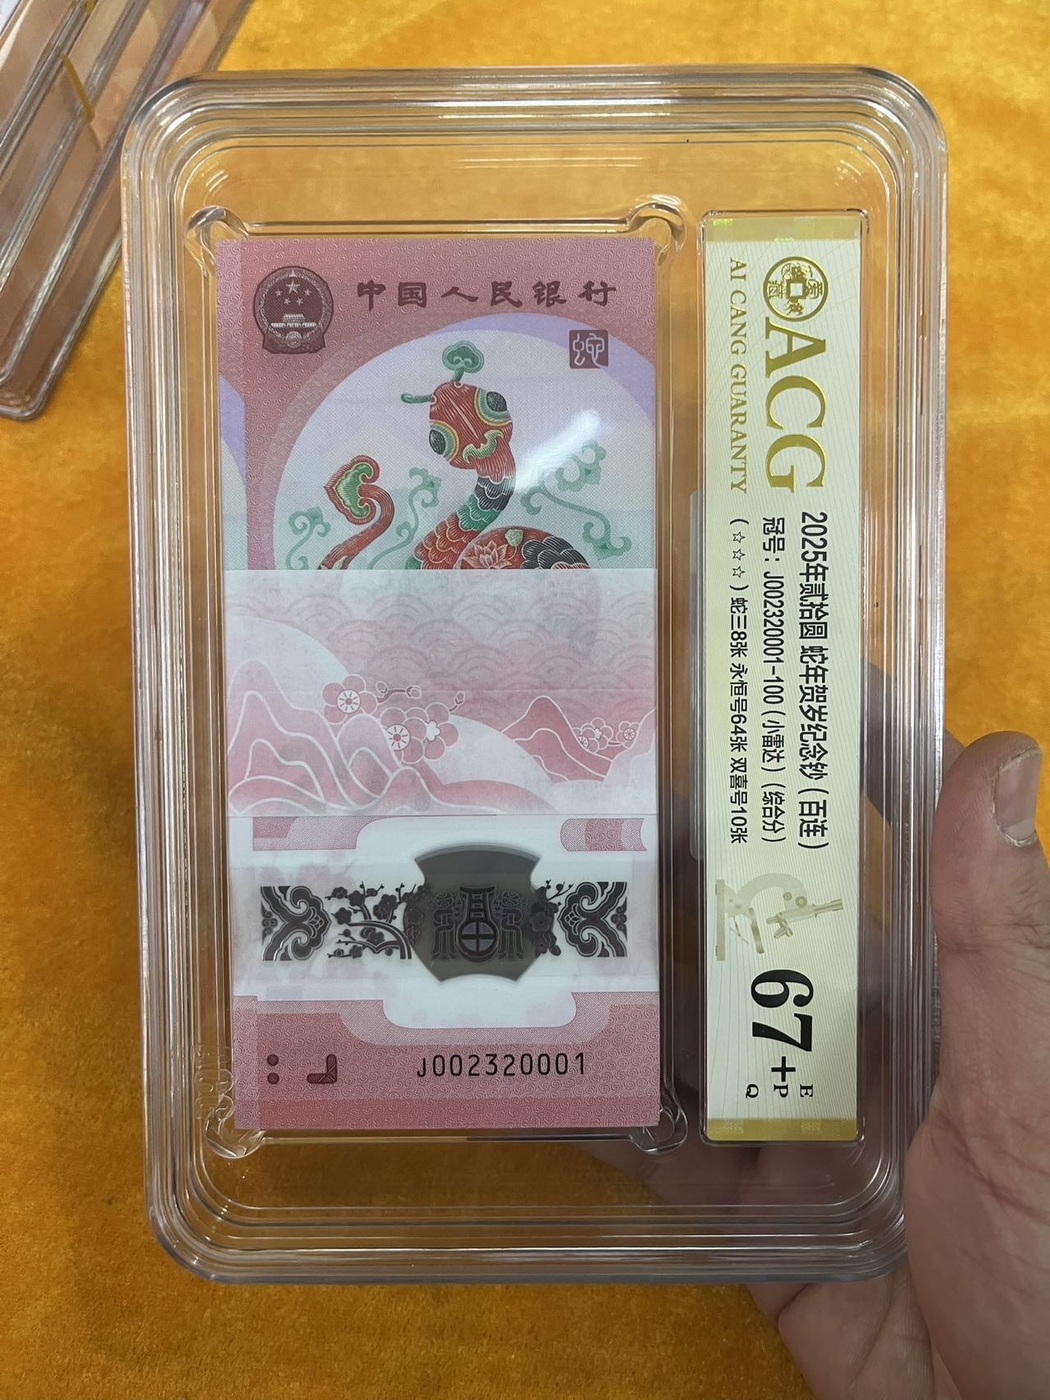 中国人民银行
蛇
J002320001
ACG
AI CANG GUARANTY
2025年贰拾圆 蛇年贺岁纪念钞（百连）
冠号：J002320001-100（小雷达）（综合分）
（☆☆☆）蛇三8张 永恒号64张 双喜号10张
67+
E
P
Q